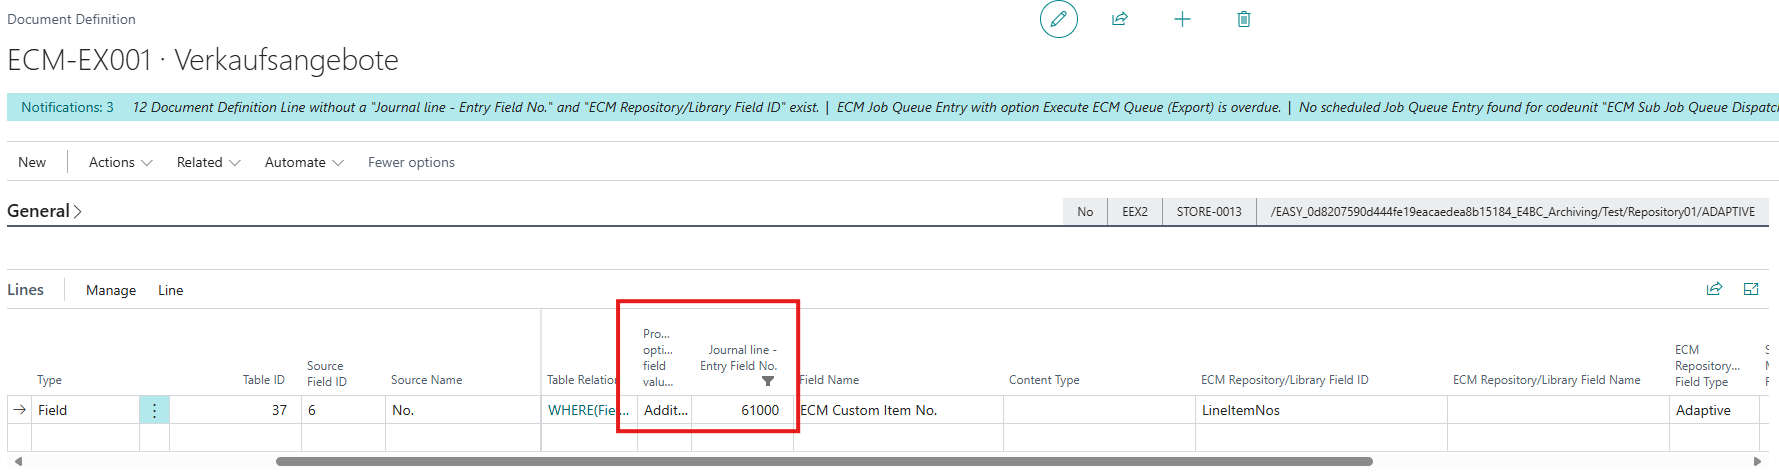 Document Definition
ECM-EX001 · Verkaufsangebote
Notifications: 3 12 Document Definition Line without a "Journal line - Entry Field No." and "ECM Repository/Library Field ID" exist. | ECM Job Queue Entry with option Execute ECM Queue (Export) is overdue. | No scheduled Job Queue Entry found for codeunit "ECM Sub Job Queue Dispatc
New Actions Related Automate Fewer options
General No EEX2 STORE-0013 /EASY_0d8207590d444fe19eacaedea8b15184_E4BC_Archiving/Test/Repository01/ADAPTIVE
Lines Manage Line
Type
Table ID
Source
Field ID
Source Name
Table Relation
Pro...
opti...
field
valu...
Journal line -
Entry Field No.
Field Name
Content Type
ECM Repository/Library Field ID
ECM Repository/Library Field Name
ECM
Repository...
Field Type
S
M
F
Field 37 6 No. WHERE(Fie... Addit... 61000 ECM Custom Item No. LineItemNos Adaptive